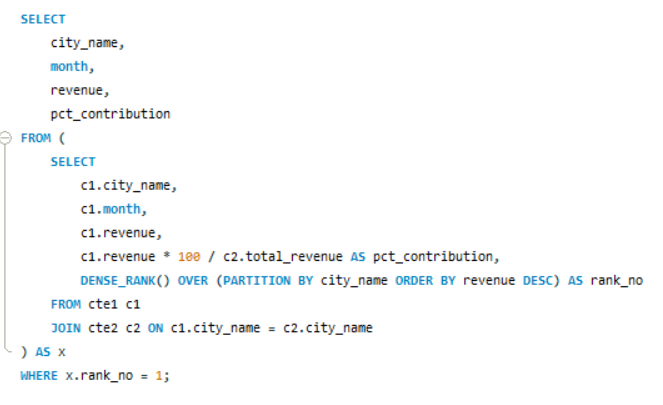 SELECT
city_name,
month,
revenue,
pct_contribution
FROM (
SELECT
c1.city_name,
c1.month,
c1.revenue,
c1.revenue * 100 / c2.total_revenue AS pct_contribution,
DENSE_RANK() OVER (PARTITION BY city_name ORDER BY revenue DESC) AS rank_no
FROM cte1 c1
JOIN cte2 c2 ON c1.city_name = c2.city_name
) AS x
WHERE x.rank_no = 1;